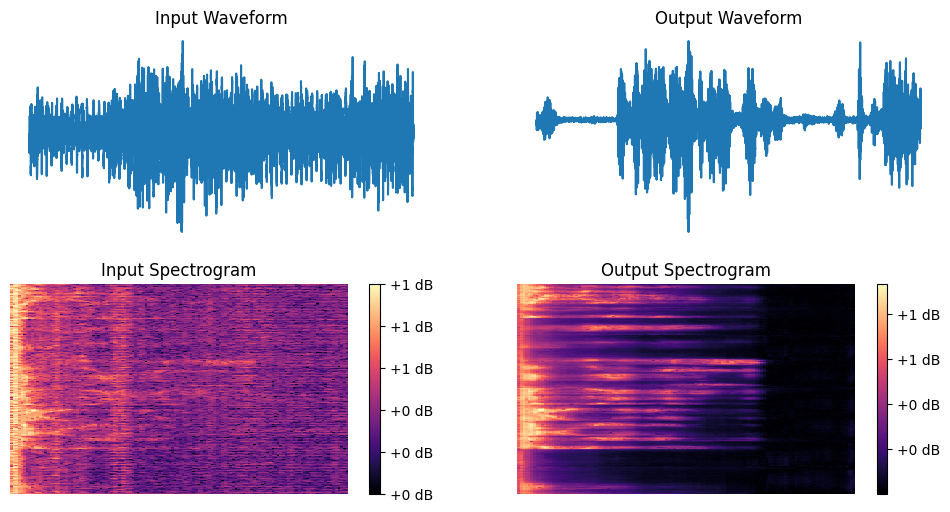 Input Waveform
Output Waveform
Input Spectrogram
+1 dB
+1 dB
+1 dB
+0 dB
+0 dB
+0 dB
Output Spectrogram
+1 dB
+1 dB
+0 dB
+0 dB